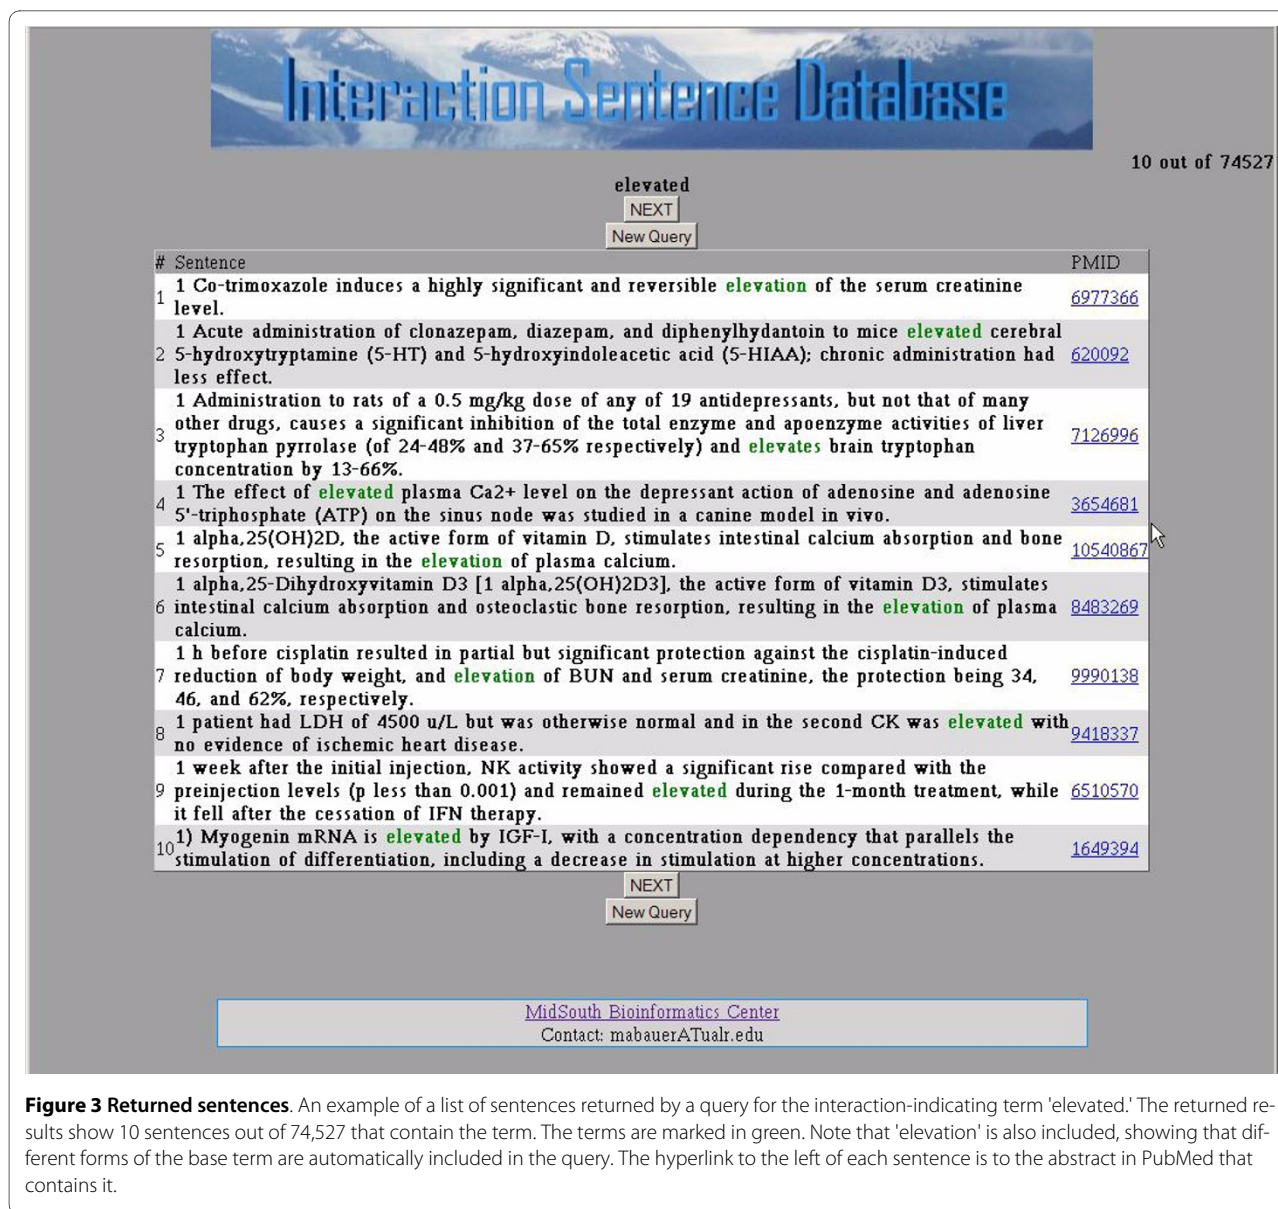 Interaction Sentence Database
10 out of 74527
elevated
NEXT
New Query
# Sentence PMID
1 1 Co-trimoxazole induces a highly significant and reversible elevation of the serum creatinine level. 6977366
2 1 Acute administration of clonazepam, diazepam, and diphenylhydantoin to mice elevated cerebral 5-hydroxytryptamine (5-HT) and 5-hydroxyindoleacetic acid (5-HIAA); chronic administration had less effect. 620092
3 1 Administration to rats of a 0.5 mg/kg dose of any of 19 antidepressants, but not that of many other drugs, causes a significant inhibition of the total enzyme and apoenzyme activities of liver tryptophan pyrrolase (of 24-48% and 37-65% respectively) and elevates brain tryptophan concentration by 13-66%. 7126996
4 1 The effect of elevated plasma Ca2+ level on the depressant action of adenosine and adenosine 5'-triphosphate (ATP) on the sinus node was studied in a canine model in vivo. 3654681
5 1 alpha,25(OH)2D, the active form of vitamin D, stimulates intestinal calcium absorption and bone resorption, resulting in the elevation of plasma calcium. 10540867
6 1 alpha,25-Dihydroxyvitamin D3 [1 alpha,25(OH)2D3], the active form of vitamin D3, stimulates intestinal calcium absorption and osteoclastic bone resorption, resulting in the elevation of plasma calcium. 8483269
7 1 h before cisplatin resulted in partial but significant protection against the cisplatin-induced reduction of body weight, and elevation of BUN and serum creatinine, the protection being 34, 46, and 62%, respectively. 9990138
8 1 patient had LDH of 4500 u/L but was otherwise normal and in the second CK was elevated with no evidence of ischemic heart disease. 9418337
9 1 week after the initial injection, NK activity showed a significant rise compared with the preinjection levels (p less than 0.001) and remained elevated during the 1-month treatment, while it fell after the cessation of IFN therapy. 6510570
10 1) Myogenin mRNA is elevated by IGF-I, with a concentration dependency that parallels the stimulation of differentiation, including a decrease in stimulation at higher concentrations. 1649394
NEXT
New Query
MidSouth Bioinformatics Center
Contact: mabauerATualr.edu
Figure 3 Returned sentences. An example of a list of sentences returned by a query for the interaction-indicating term 'elevated.' The returned re-
sults show 10 sentences out of 74,527 that contain the term. The terms are marked in green. Note that 'elevation' is also included, showing that dif-
ferent forms of the base term are automatically included in the query. The hyperlink to the left of each sentence is to the abstract in PubMed that
contains it.